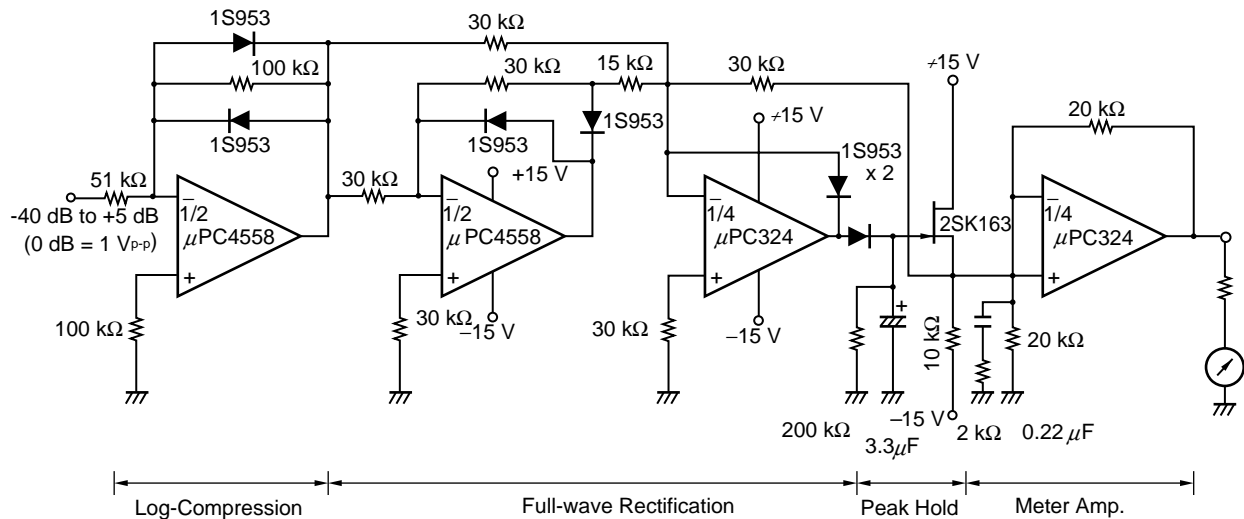 1S953
30 kΩ
100 kΩ
30 kΩ
15 kΩ
30 kΩ
≁15 V
1S953
1S953
1S953
≁15 V
20 kΩ
51 kΩ
30 kΩ
+15 V
1S953
x 2
-40 dB to +5 dB
(0 dB = 1 Vp-p)
−
1/2
μPC4558
+
−
1/2
μPC4558
+
−
1/4
μPC324
+
2SK163
−
1/4
μPC324
+
100 kΩ
30 kΩ
−15 V
30 kΩ
−15 V
+
10 kΩ
20 kΩ
200 kΩ
3.3μF
−15 V
2 kΩ
0.22 μF
Log-Compression
Full-wave Rectification
Peak Hold
Meter Amp.